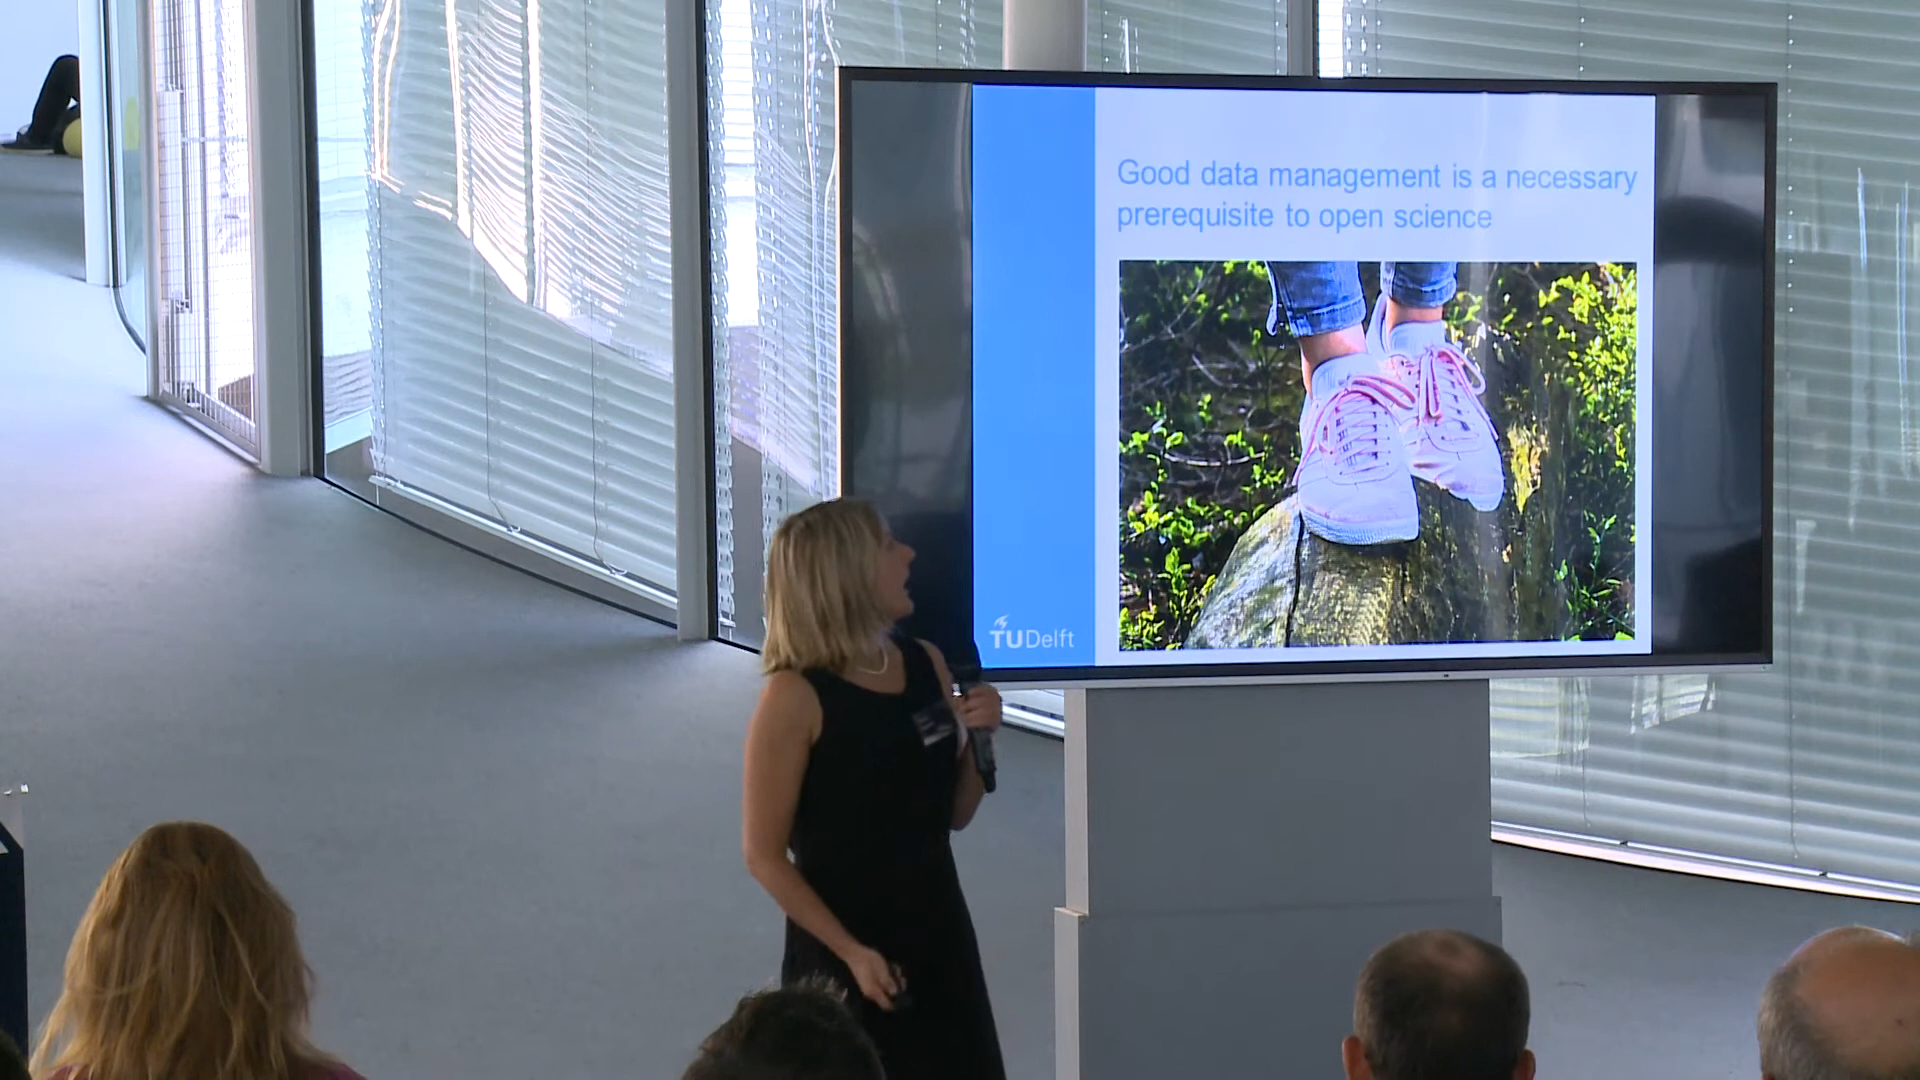 Good data management is a necessary
prerequisite to open science
TUDelft